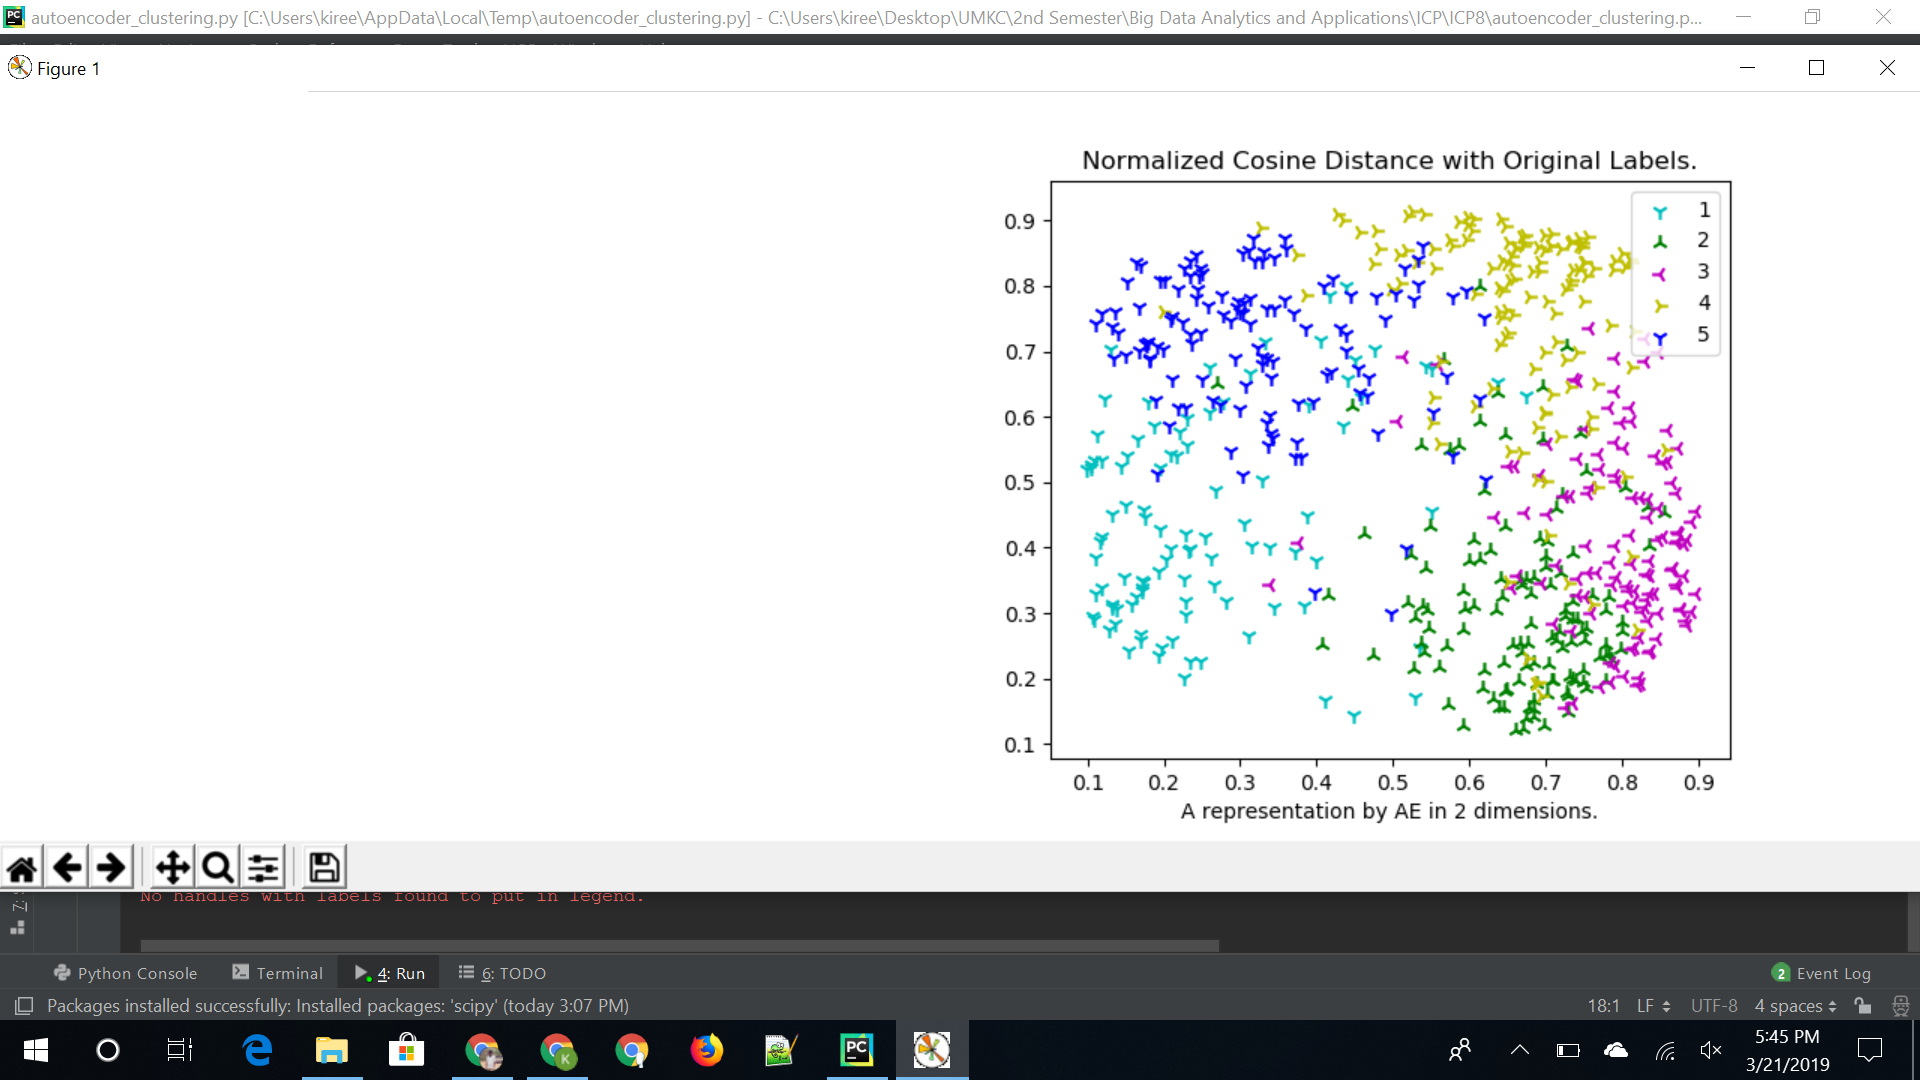 autoencoder_clustering.py [C:\Users\kiree\AppData\Local\Temp\autoencoder_clustering.py] - C:\Users\kiree\Desktop\UMKC\2nd Semester\Big Data Analytics and Applications\ICP\ICP8\autoencoder_clustering.p...
Figure 1
Normalized Cosine Distance with Original Labels.
1
2
3
4
5
0.9
0.8
0.7
0.6
0.5
0.4
0.3
0.2
0.1
0.1 0.2 0.3 0.4 0.5 0.6 0.7 0.8 0.9
A representation by AE in 2 dimensions.
No handles with labels found to put in legend.
Python Console Terminal 4: Run 6: TODO 2 Event Log
Packages installed successfully: Installed packages: 'scipy' (today 3:07 PM) 18:1 LF UTF-8 4 spaces
5:45 PM
3/21/2019